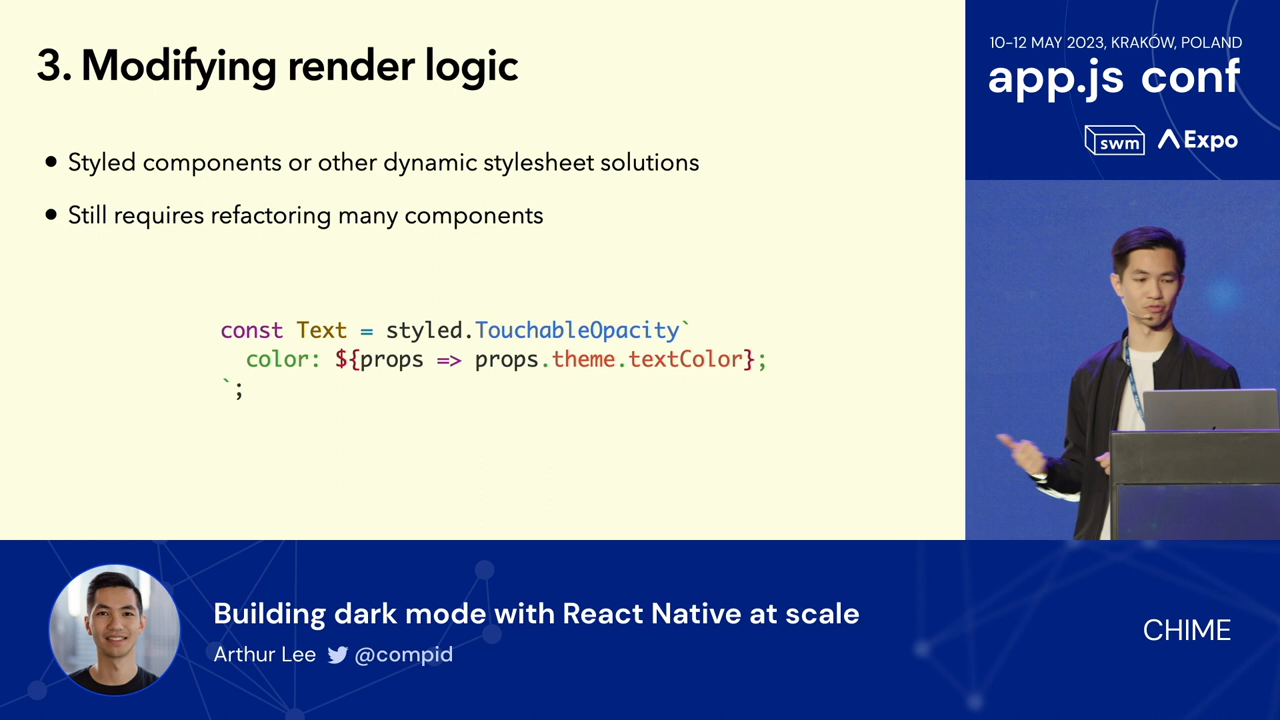 3. Modifying render logic
• Styled components or other dynamic stylesheet solutions
• Still requires refactoring many components
const Text = styled.TouchableOpacity`
  color: ${props => props.theme.textColor};
`;
10–12 MAY 2023, KRAKÓW, POLAND
app.js conf
swm Expo
Building dark mode with React Native at scale
Arthur Lee @compid
CHIME